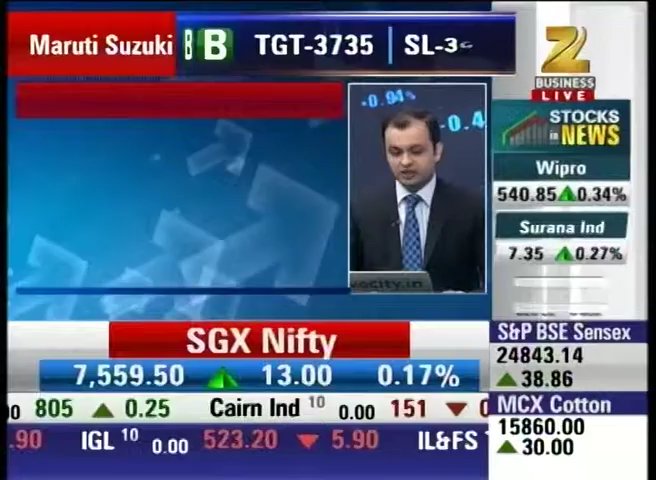 Maruti Suzuki B TGT-3735 SL-3
BUSINESS
LIVE
+0.94%
+0.4
STOCKS
in NEWS
Wipro
540.85 0.34%
Surana Ind
7.35 0.27%
SGX Nifty
7,559.50 13.00 0.17%
S&P BSE Sensex
24843.14
38.86
MCX Cotton
15860.00
30.00
805 0.25 Cairn Ind 10 0.00 151
.90 IGL 10 0.00 523.20 5.90 IL&FS